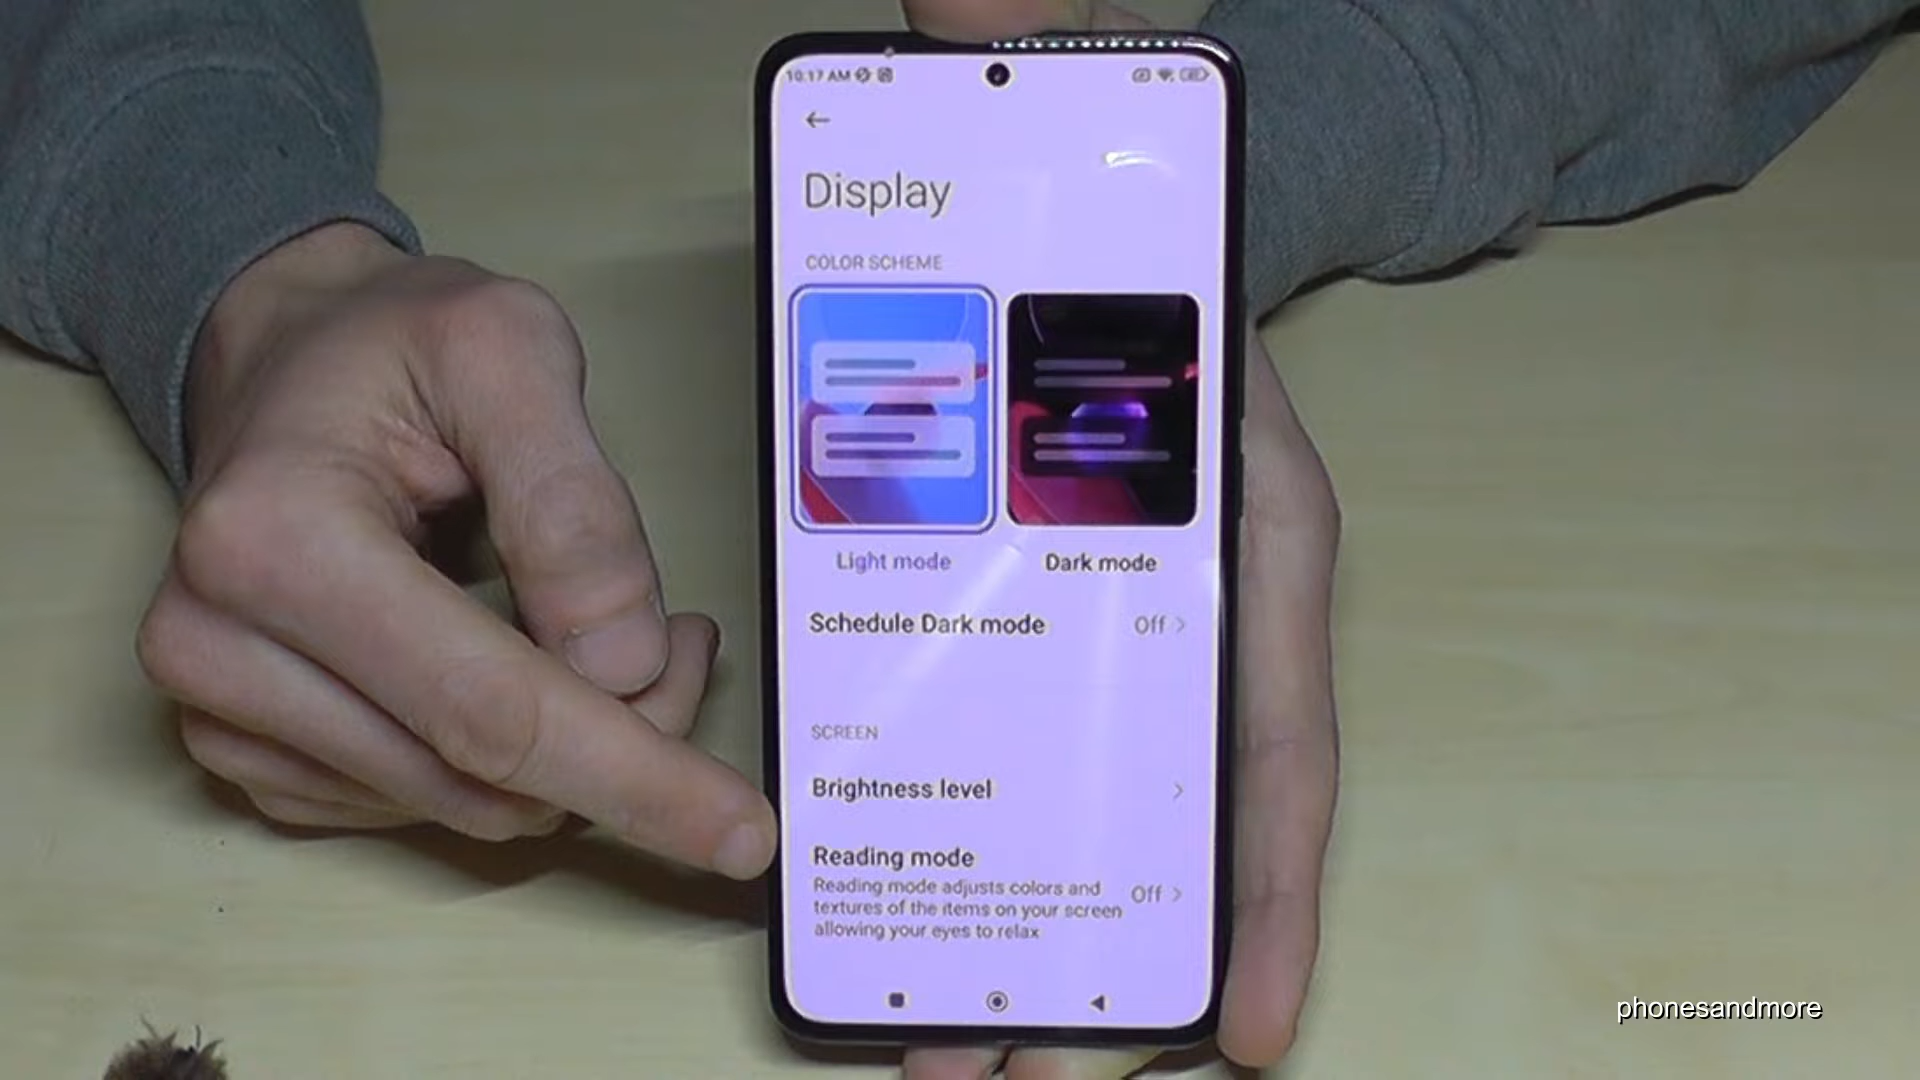 10:17 AM
Display
COLOR SCHEME
Light mode
Dark mode
Schedule Dark mode
Off
SCREEN
Brightness level
Reading mode
Reading mode adjusts colors and
textures of the items on your screen
allowing your eyes to relax
Off
phonesandmore